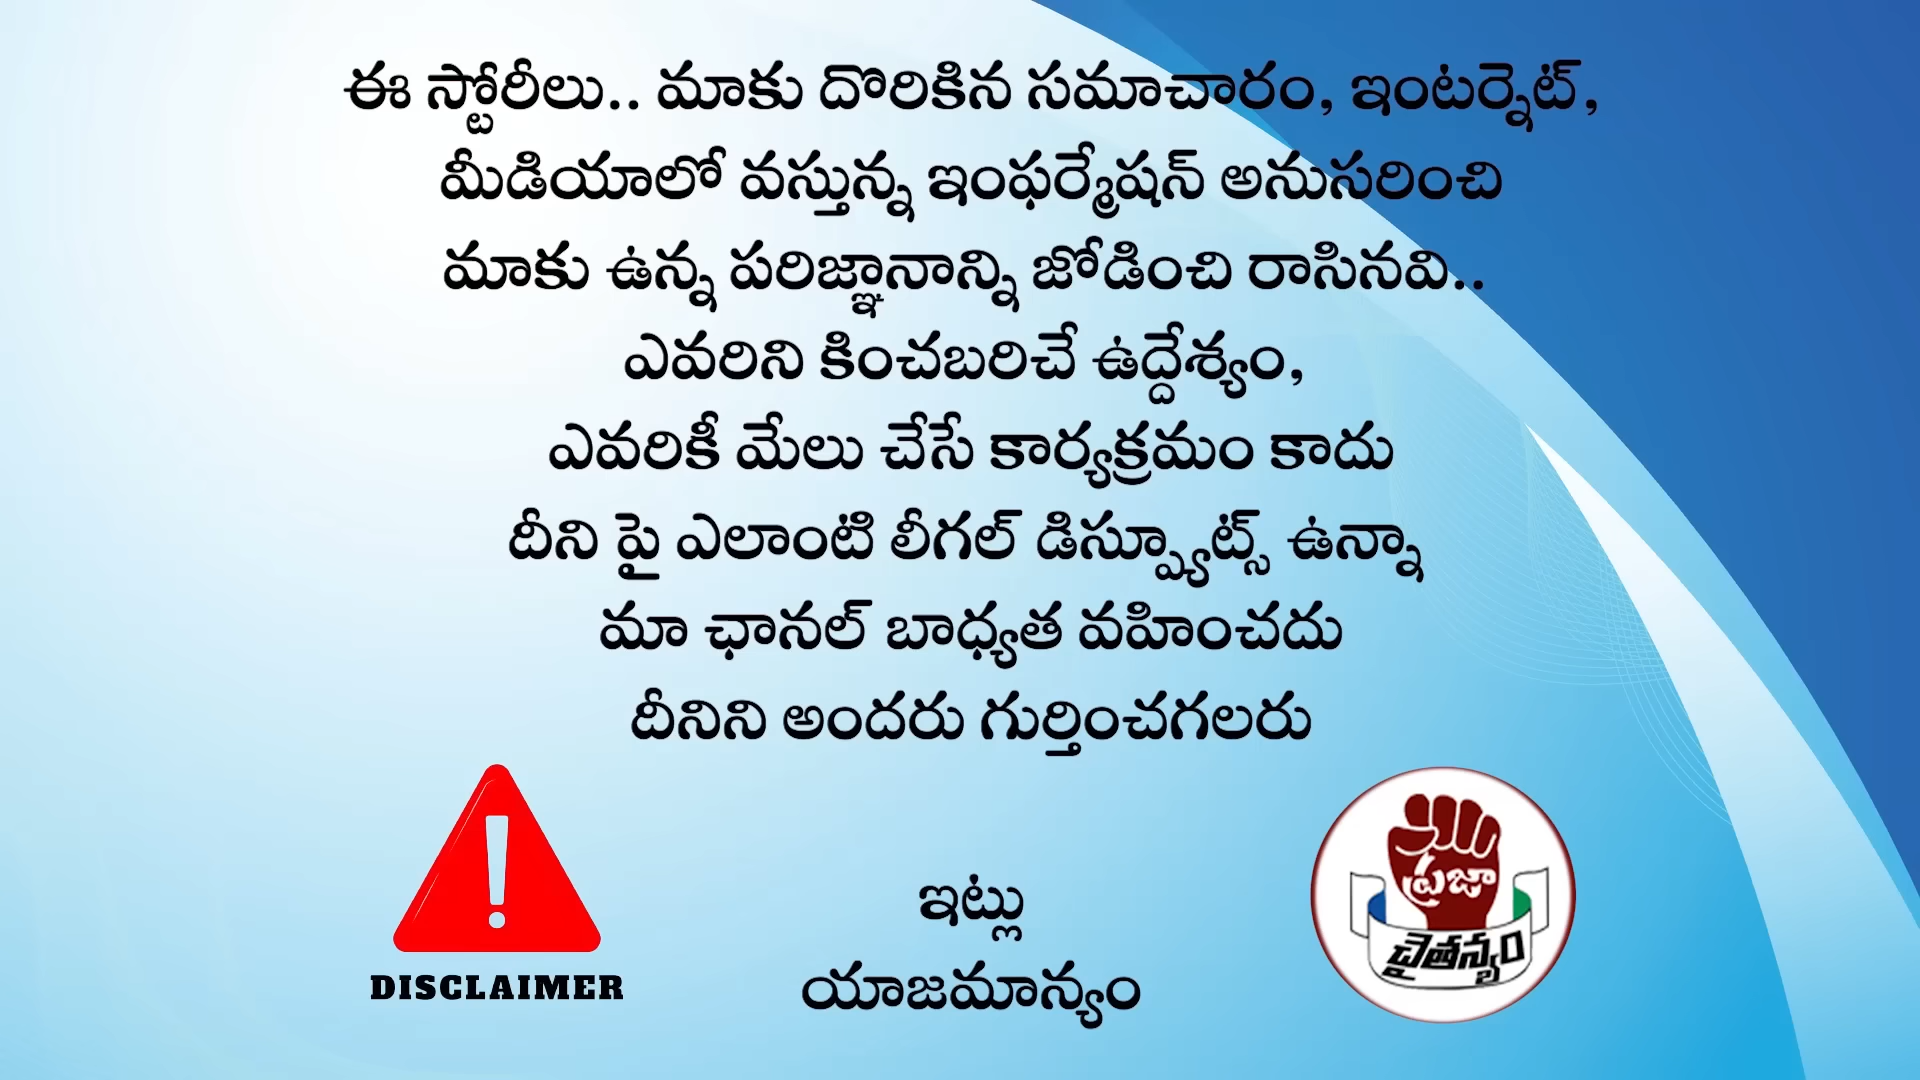 ఈ స్టోరీలు.. మాకు దొరికిన సమాచారం, ఇంటర్నెట్,
మీడియాలో వస్తున్న ఇంఫర్మేషన్ అనుసరించి
మాకు ఉన్న పరిజ్ఞానాన్ని జోడించి రాసినవి..
ఎవరిని కించబరిచే ఉద్దేశ్యం,
ఎవరికీ మేలు చేసే కార్యక్రమం కాదు
దీని పై ఎలాంటి లీగల్ డిస్ప్యూట్స్ ఉన్నా
మా ఛానల్ బాధ్యత వహించదు
దీనిని అందరు గుర్తించగలరు
ఇట్లు
యాజమాన్యం
DISCLAIMER
ప్రజా
చైతన్యం